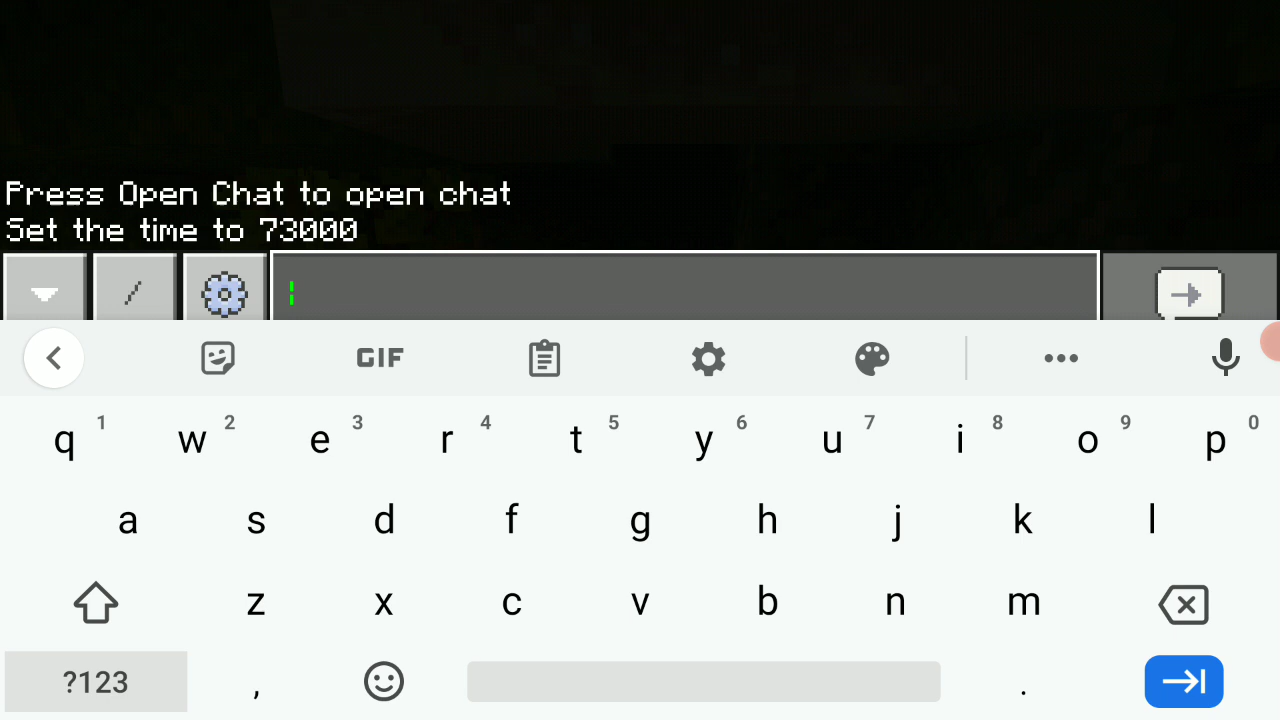 Press Open Chat to open chat
Set the time to 73000
/
GIF
q 1 w 2 e 3 r 4 t 5 y 6 u 7 i 8 o 9 p 0
a s d f g h j k l
z x c v b n m
?123 , .